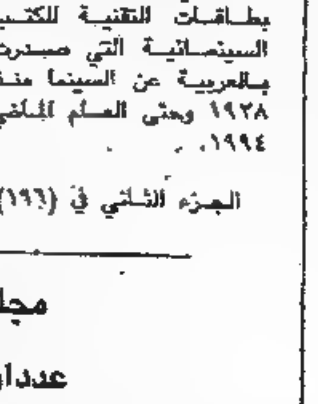 بطاقات التقنية للكتب
السينمائية التي صدرت
بالعربية عن السينما منذ
١٩٢٨ وحتى العام الماضي
١٩٩٤.
الجزء الثاني في (١٩٦)
مجلة
عددا